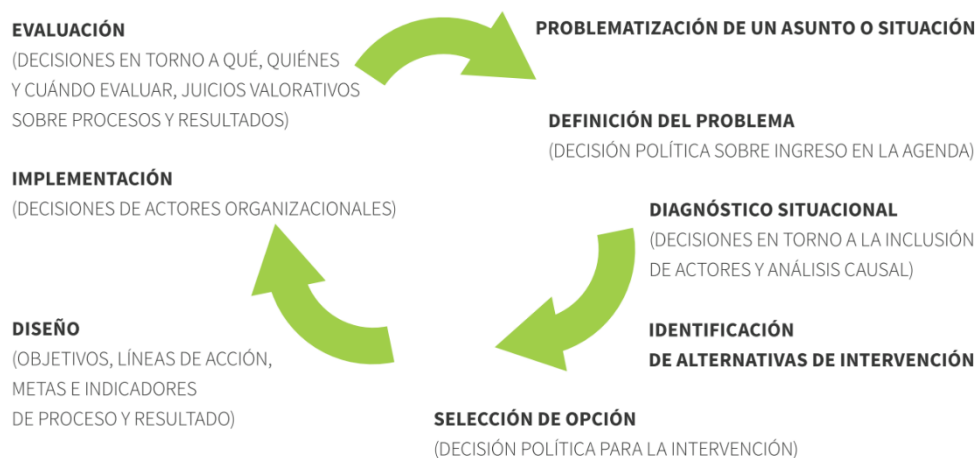 EVALUACIÓN
(DECISIONES EN TORNO A QUÉ, QUIÉNES
Y CUÁNDO EVALUAR, JUICIOS VALORATIVOS
SOBRE PROCESOS Y RESULTADOS)
PROBLEMATIZACIÓN DE UN ASUNTO O SITUACIÓN
DEFINICIÓN DEL PROBLEMA
(DECISIÓN POLÍTICA SOBRE INGRESO EN LA AGENDA)
DIAGNÓSTICO SITUACIONAL
(DECISIONES EN TORNO A LA INCLUSIÓN
DE ACTORES Y ANÁLISIS CAUSAL)
IDENTIFICACIÓN
DE ALTERNATIVAS DE INTERVENCIÓN
SELECCIÓN DE OPCIÓN
(DECISIÓN POLÍTICA PARA LA INTERVENCIÓN)
DISEÑO
(OBJETIVOS, LÍNEAS DE ACCIÓN,
METAS E INDICADORES
DE PROCESO Y RESULTADO)
IMPLEMENTACIÓN
(DECISIONES DE ACTORES ORGANIZACIONALES)